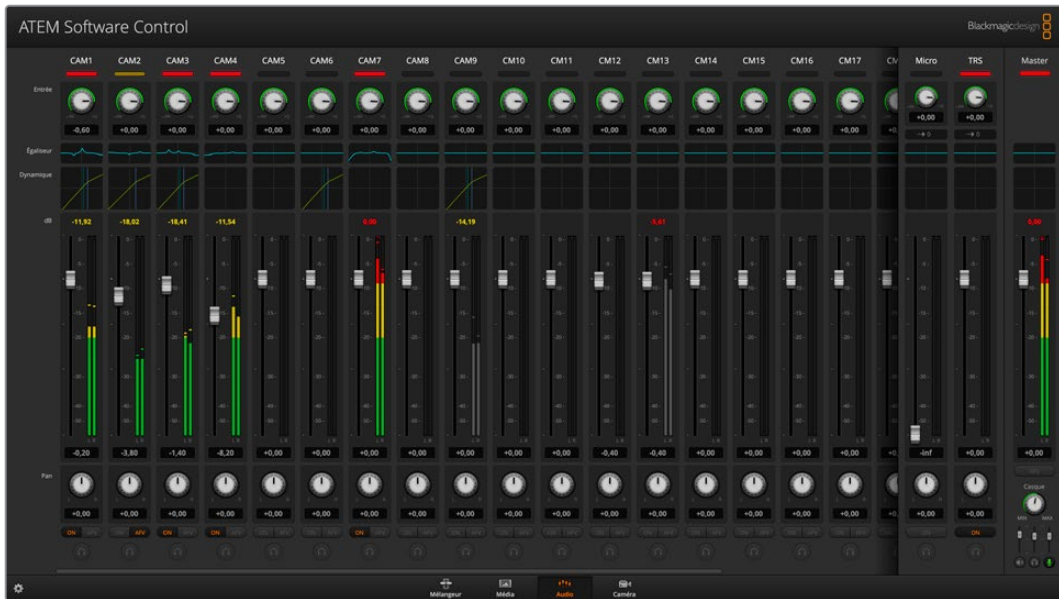 ATEM Software Control
Blackmagicdesign
CAM1 CAM2 CAM3 CAM4 CAM5 CAM6 CAM7 CAM8 CAM9 CM10 CM11 CM12 CM13 CM14 CM15 CM16 CM17 CM Micro TRS Master
Entrée
-0,60 +0,00 +0,00 +0,00 +0,00 +0,00 +0,00 +0,00 +0,00 +0,00 +0,00 +0,00 +0,00 +0,00 +0,00 +0,00 +0,00 +0,0 +0,00 +0,00
Égaliseur
Dynamique
dB -11,92 -18,02 -18,41 -11,54 0,00 -14,19 -5,61 0,00
-0,20 -3,80 -1,40 -8,20 +0,00 +0,00 +0,00 +0,00 +0,00 +0,00 +0,00 -0,40 -0,40 +0,00 +0,00 +0,00 +0,00 +0,0 -inf +0,00 +0,00
Pan
+0,00 +0,00 +0,00 +0,00 +0,00 +0,00 +0,00 +0,00 +0,00 +0,00 +0,00 +0,00 +0,00 +0,00 +0,00 +0,00 +0,00 +0,0 +0,00 +0,00
Casque
ON AFV ON ON ON ON
Mélangeur Média Audio Caméra